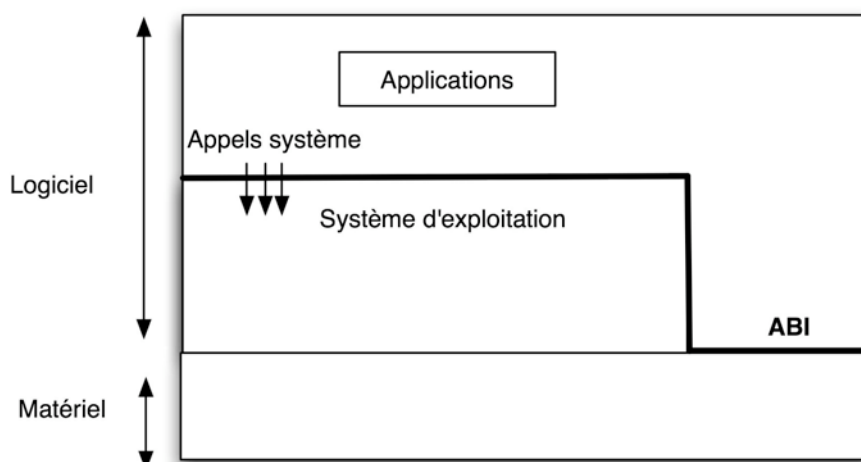 Applications
Appels système
Logiciel
Système d'exploitation
ABI
Matériel